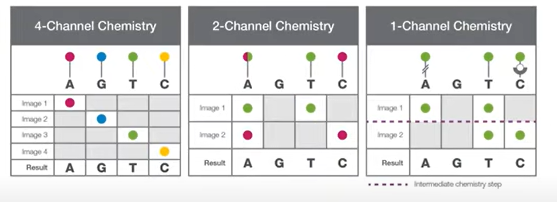 4-Channel Chemistry
A G T C
Image 1
Image 2
Image 3
Image 4
Result A G T C
2-Channel Chemistry
A G T C
Image 1
Image 2
Result A G T C
1-Channel Chemistry
A G T C
Image 1
Image 2
Result A G T C
Intermediate chemistry step